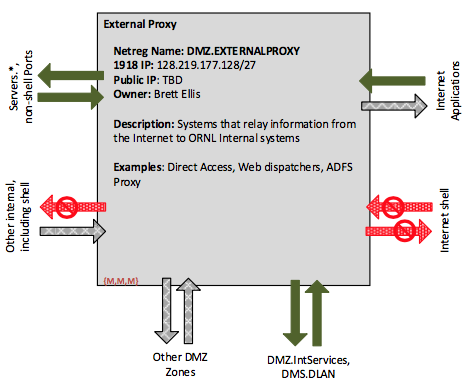 External Proxy
Netreg Name: DMZ.EXTERNALPROXY
1918 IP: 128.219.177.128/27
Public IP: TBD
Owner: Brett Ellis
Description: Systems that relay information from
the Internet to ORNL Internal systems
Examples: Direct Access, Web dispatchers, ADFS
Proxy
{M,M,M}
Servers.*,
non-shell Ports
Other internal,
including shell
Internet
Applications
Internet shell
Other DMZ
Zones
DMZ.IntServices,
DMS.DLAN